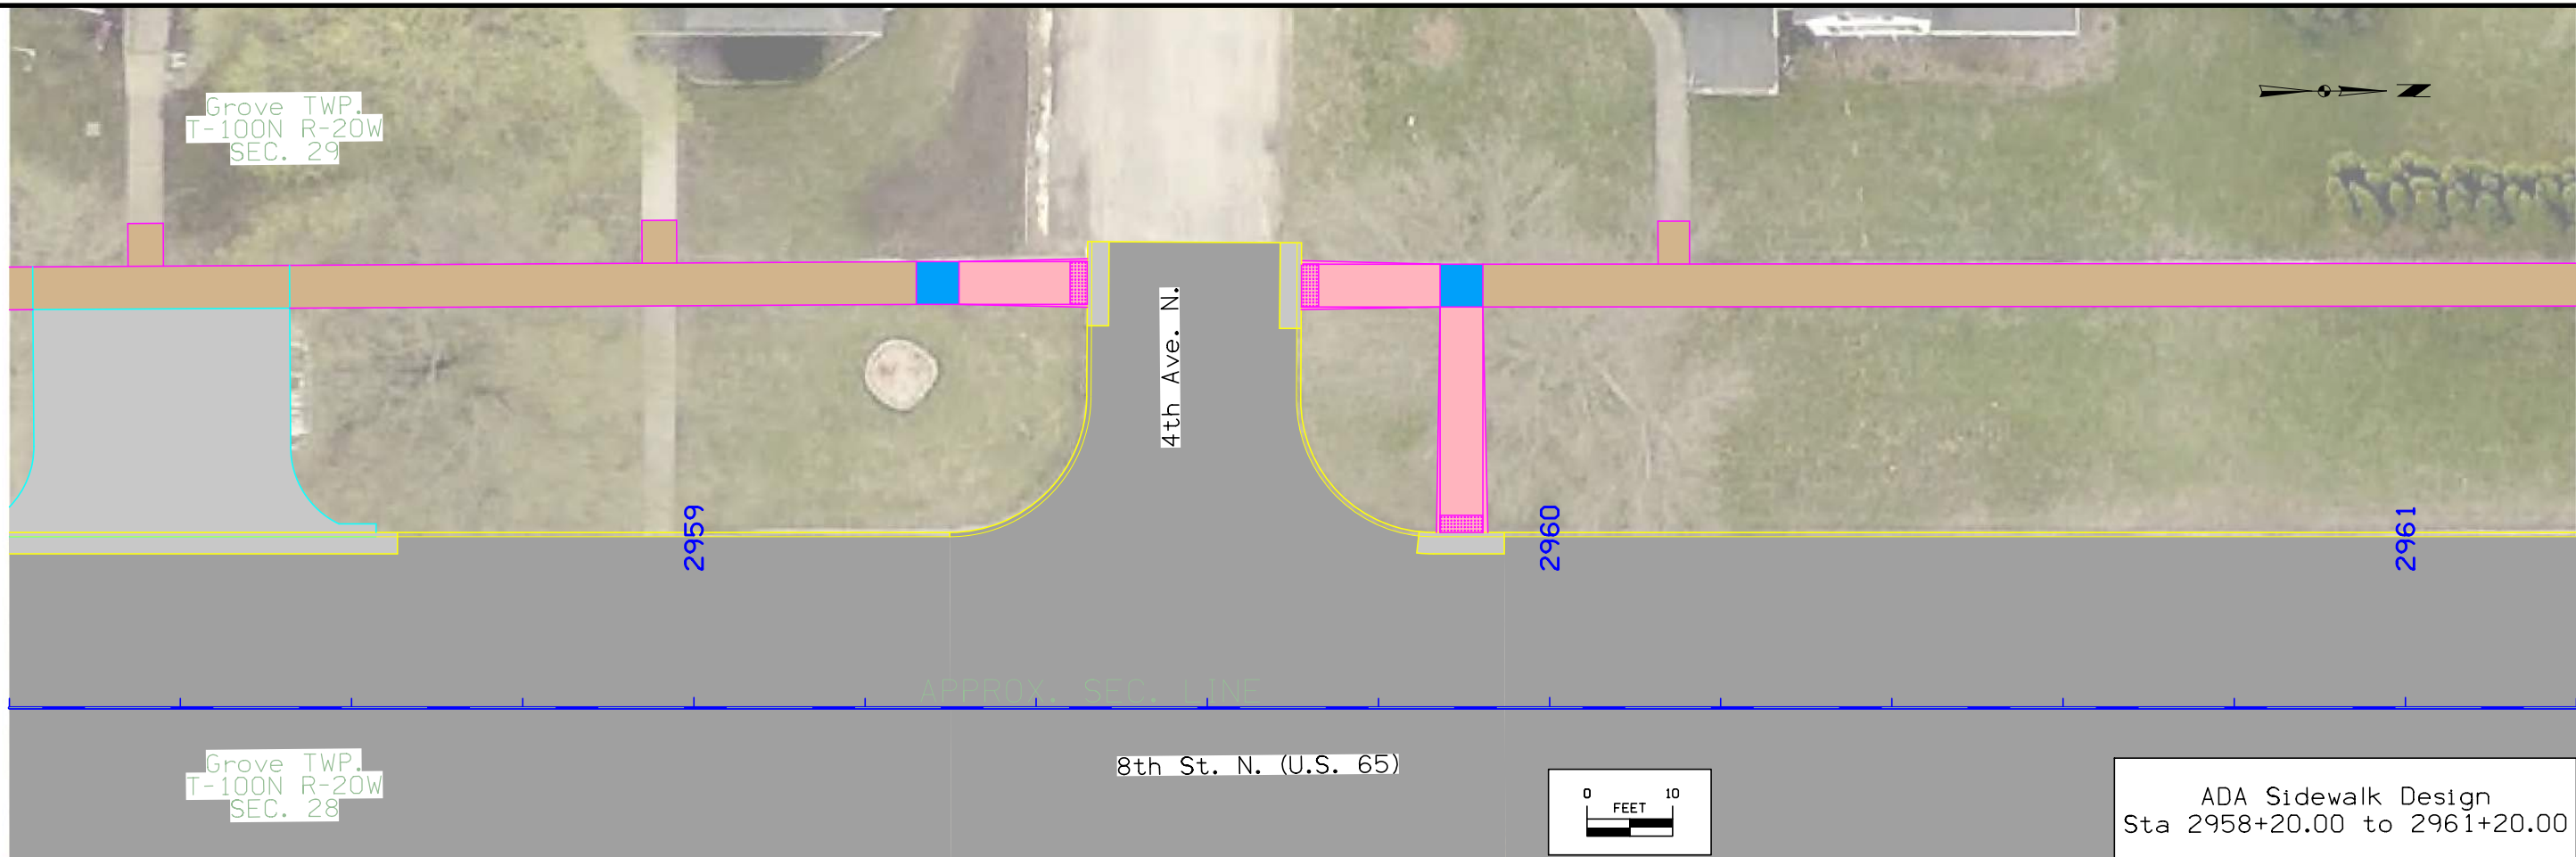 Grove TWP.
T-100N R-20W
SEC. 29
4th Ave. N.
2959
2960
2961
APPROX. SEC. LINE
8th St. N. (U.S. 65)
Grove TWP.
T-100N R-20W
SEC. 28
0 10
FEET
ADA Sidewalk Design
Sta 2958+20.00 to 2961+20.00
N